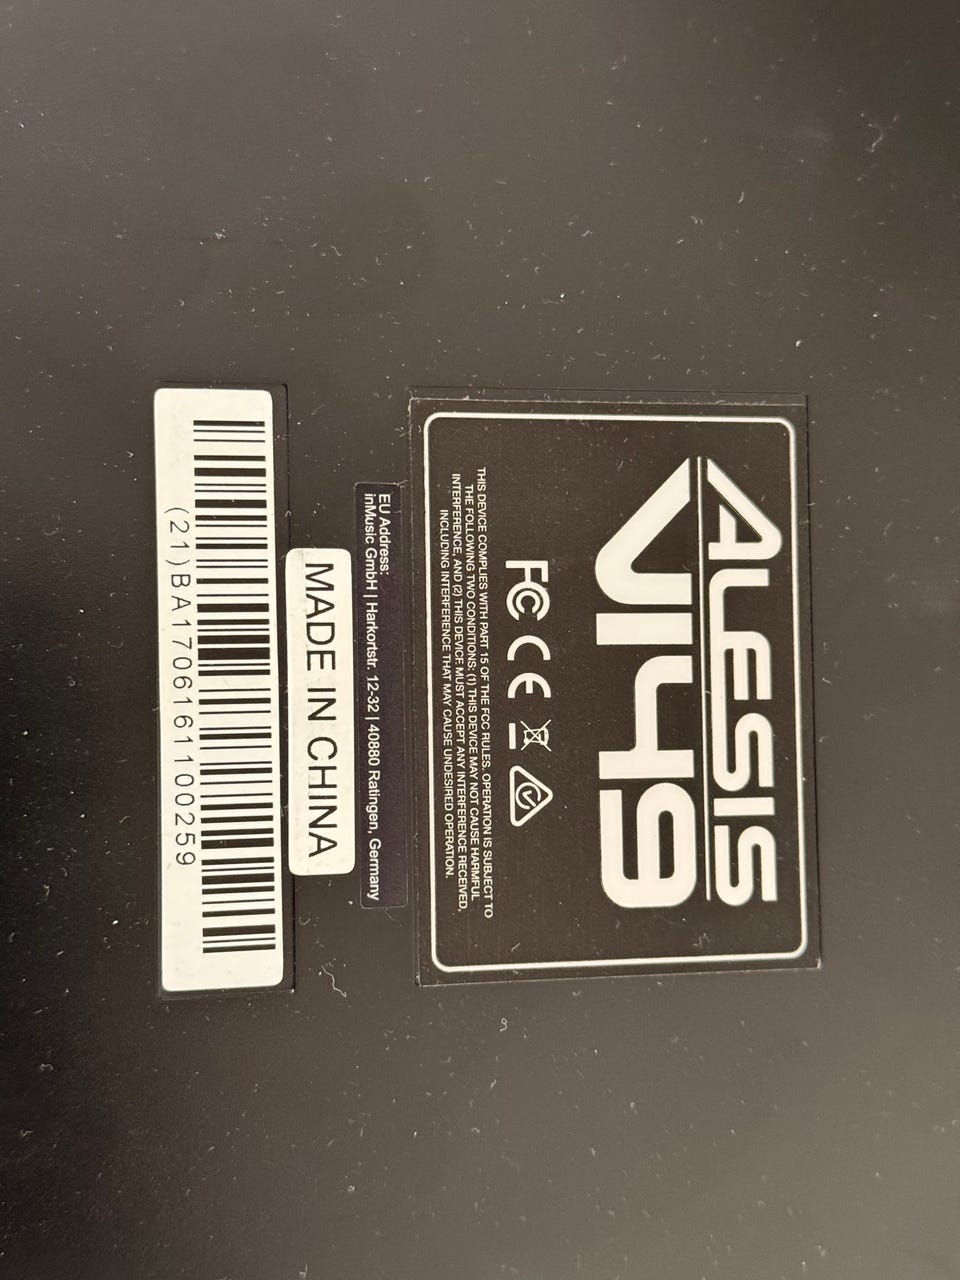 ALESIS
VI49
FC CE
THIS DEVICE COMPLIES WITH PART 15 OF THE FCC RULES. OPERATION IS SUBJECT TO
THE FOLLOWING TWO CONDITIONS: (1) THIS DEVICE MAY NOT CAUSE HARMFUL
INTERFERENCE, AND (2) THIS DEVICE MUST ACCEPT ANY INTERFERENCE RECEIVED,
INCLUDING INTERFERENCE THAT MAY CAUSE UNDESIRED OPERATION.
EU Address:
inMusic GmbH | Harkortstr. 12-32 | 40880 Ratingen, Germany
MADE IN CHINA
(21)BA1706161100259